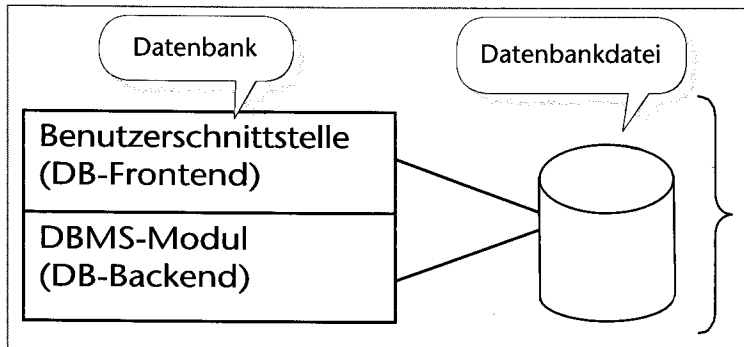 Datenbank
Datenbankdatei
Benutzerschnittstelle
(DB-Frontend)
DBMS-Modul
(DB-Backend)